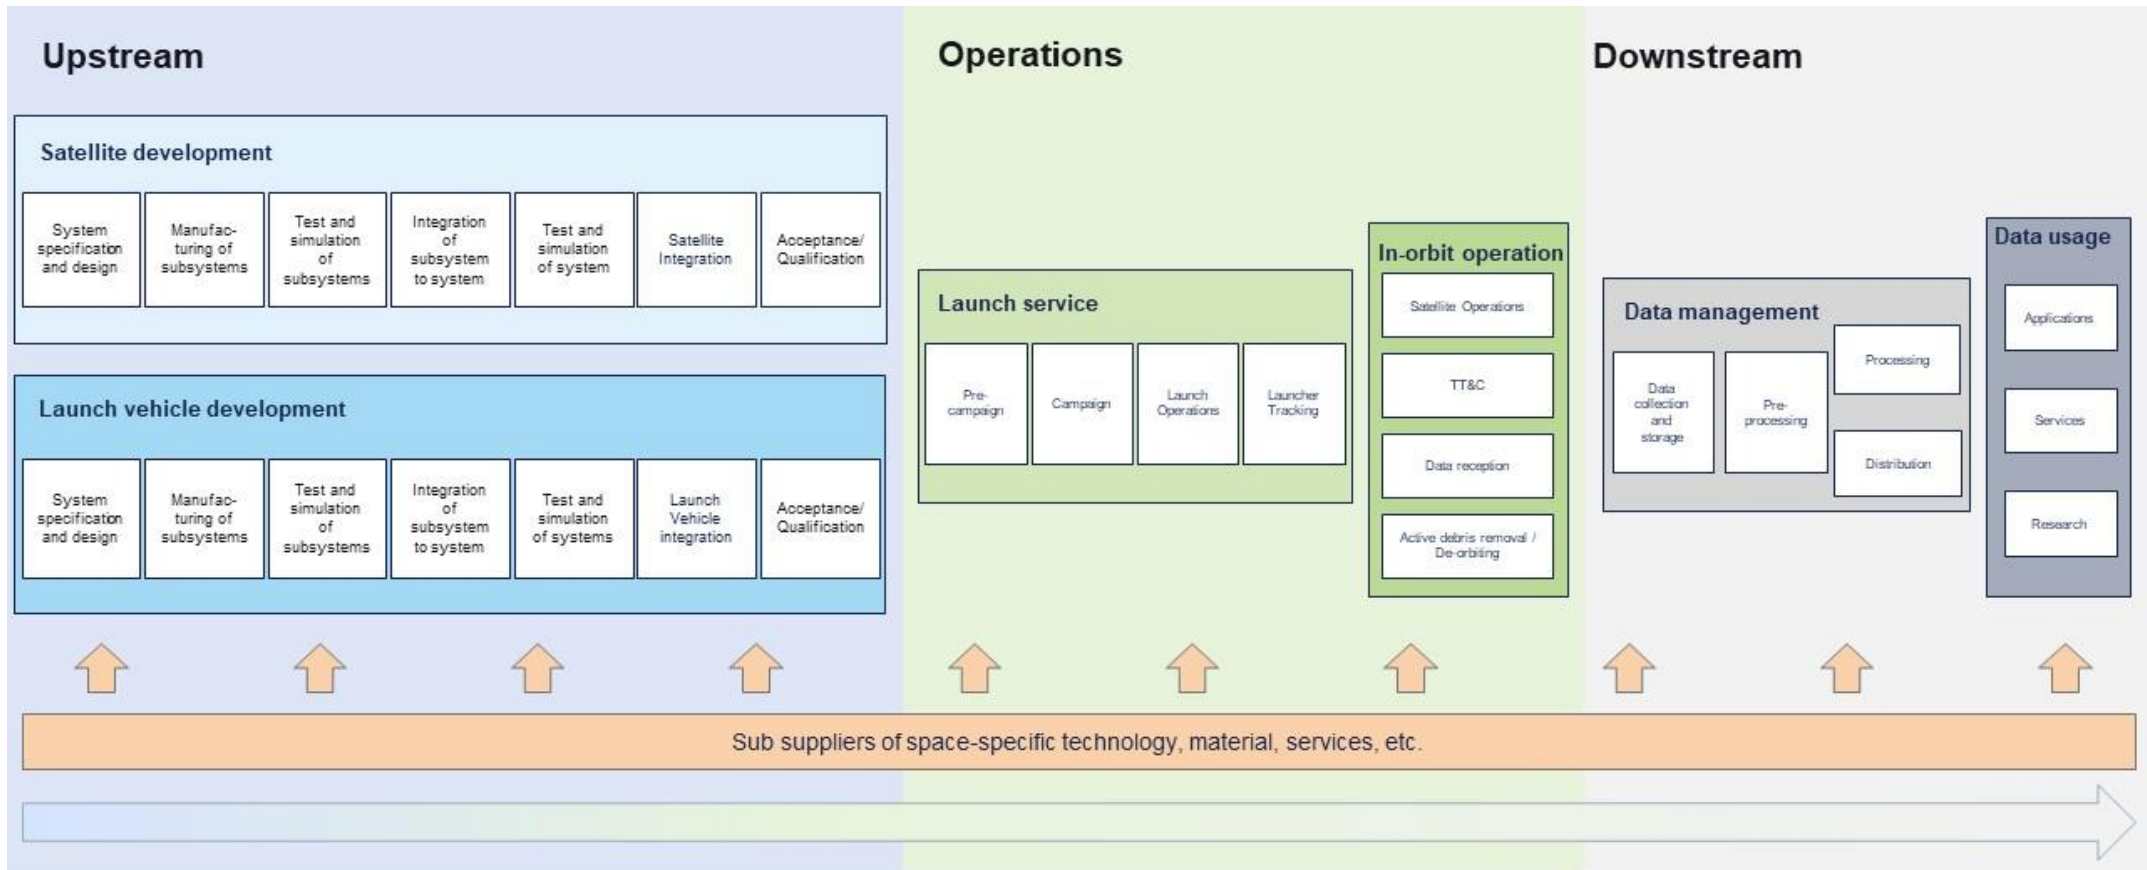 Upstream
Operations
Downstream
Satellite development
System
specification
and design
Manufac-
turing of
subsystems
Test and
simulation
of
subsystems
Integration
of
subsystem
to system
Test and
simulation
of system
Satellite
Integration
Acceptance/
Qualification
Launch vehicle development
System
specification
and design
Manufac-
turing of
subsystems
Test and
simulation
of
subsystems
Integration
of
subsystem
to system
Test and
simulation
of systems
Launch
Vehicle
integration
Acceptance/
Qualification
Launch service
Pre-
campaign
Campaign
Launch
Operations
Launcher
Tracking
In-orbit operation
Satellite Operations
TT&C
Data reception
Active debris removal /
De-orbiting
Data management
Data
collection
and
storage
Pre-
processing
Processing
Distribution
Data usage
Applications
Services
Research
Sub suppliers of space-specific technology, material, services, etc.